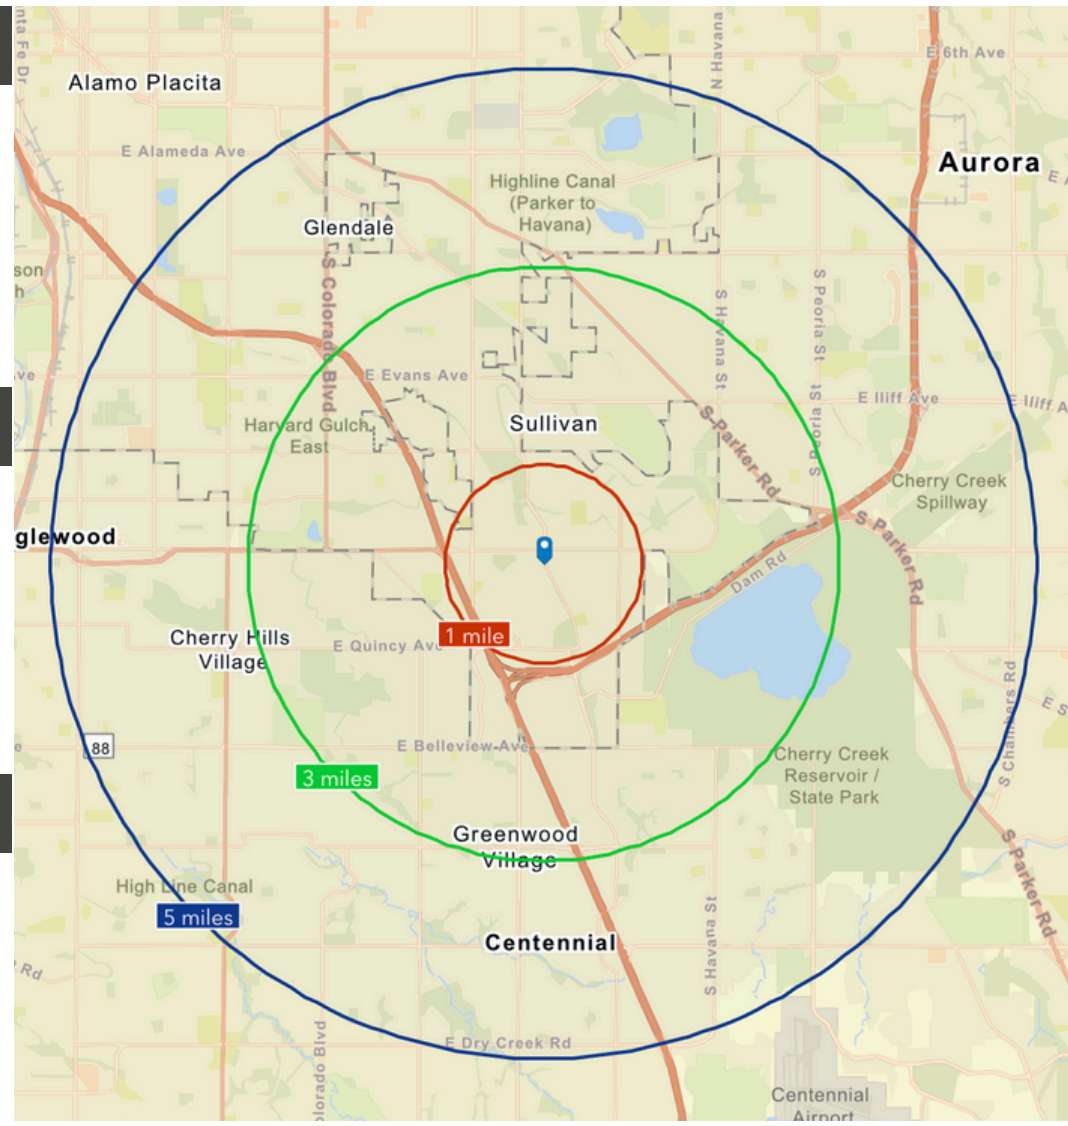 N Havana
E 6th Ave
Alamo Placita
E Alameda Ave
Aurora
Highline Canal
(Parker to
Havana)
Glendale
S Colorado Blvd
S Havana St
S Peoria St
E Evans Ave
E Iliff Ave
E Iliff A
Harvard Gulch
East
Sullivan
S Parker Rd
S Peoria St
Cherry Creek
Spillway
glewood
S Parker Rd
Dam Rd
1 mile
Cherry Hills
Village
E Quincy Ave
S Chambers Rd
88
E Belleview Ave
Cherry Creek
Reservoir /
State Park
3 miles
Greenwood
Village
S Parker Rd
High Line Canal
5 miles
Centennial
S Havana St
Rd
E Dry Creek Rd
olorado Blvd
Centennial
Airport